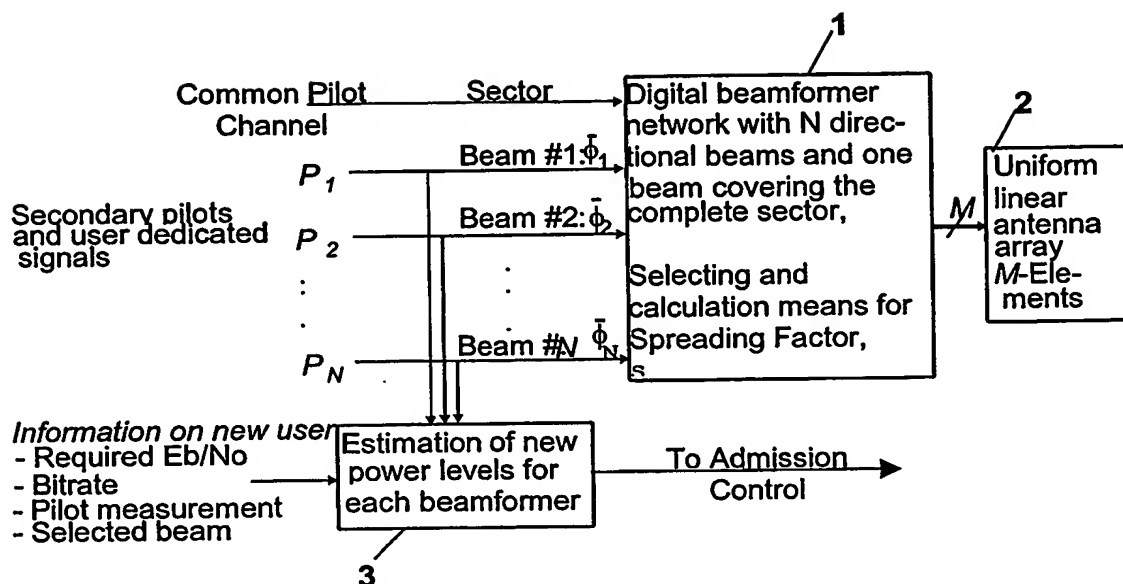 1
Common Pilot Sector
Channel
Digital beamformer
network with N direc-
tional beams and one
beam covering the
complete sector,
Selecting and
calculation means for
Spreading Factor,
s
2
Uniform
linear
antenna
array
M-Ele-
ments
M
P1 Beam #1: ϕ̄1
Secondary pilots
and user dedicated
signals
P2 Beam #2: ϕ̄2
:
.
.
.
.
PN Beam #N ϕ̄N
Information on new user
- Required Eb/No
- Bitrate
- Pilot measurement
- Selected beam
Estimation of new
power levels for
each beamformer
To Admission
Control
3